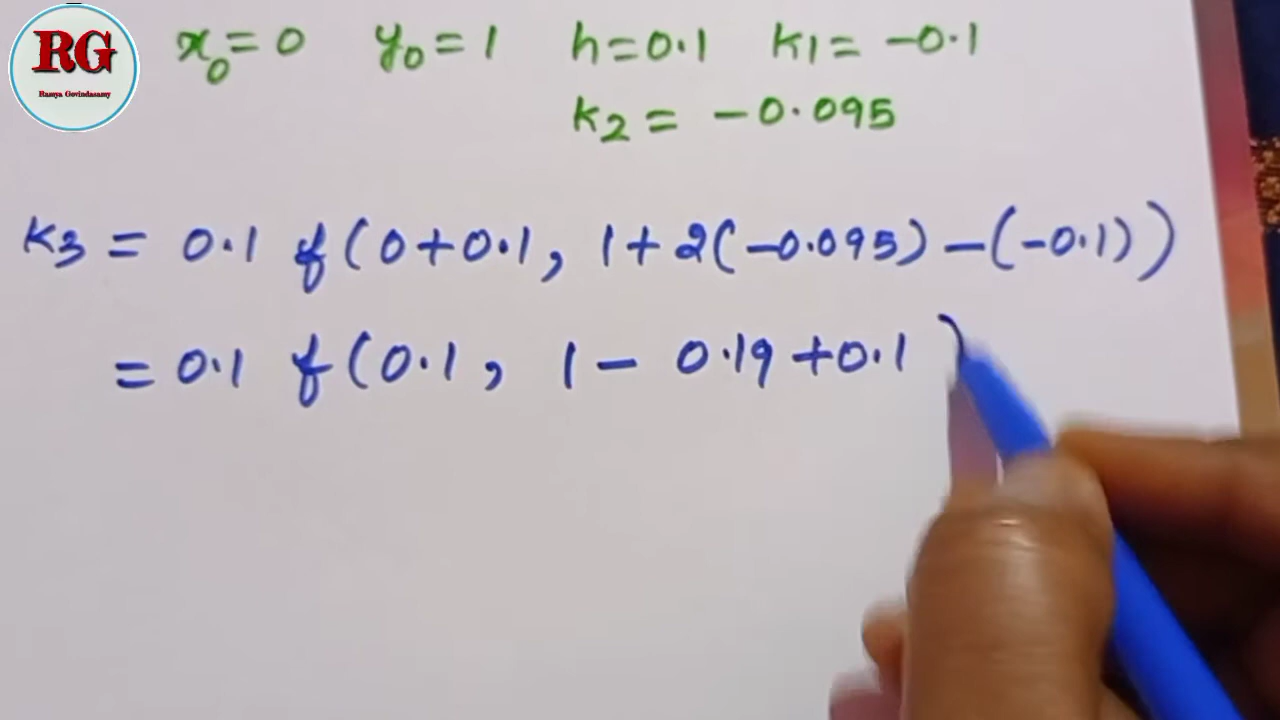 RG
Ramya Govindasamy
x₀ = 0 y₀ = 1 h = 0.1 k1 = -0.1
k₂ = -0.095
k3 = 0.1 f(0+0.1, 1+2(-0.095) -(-0.1))
= 0.1 f(0.1, 1 - 0.19 + 0.1)